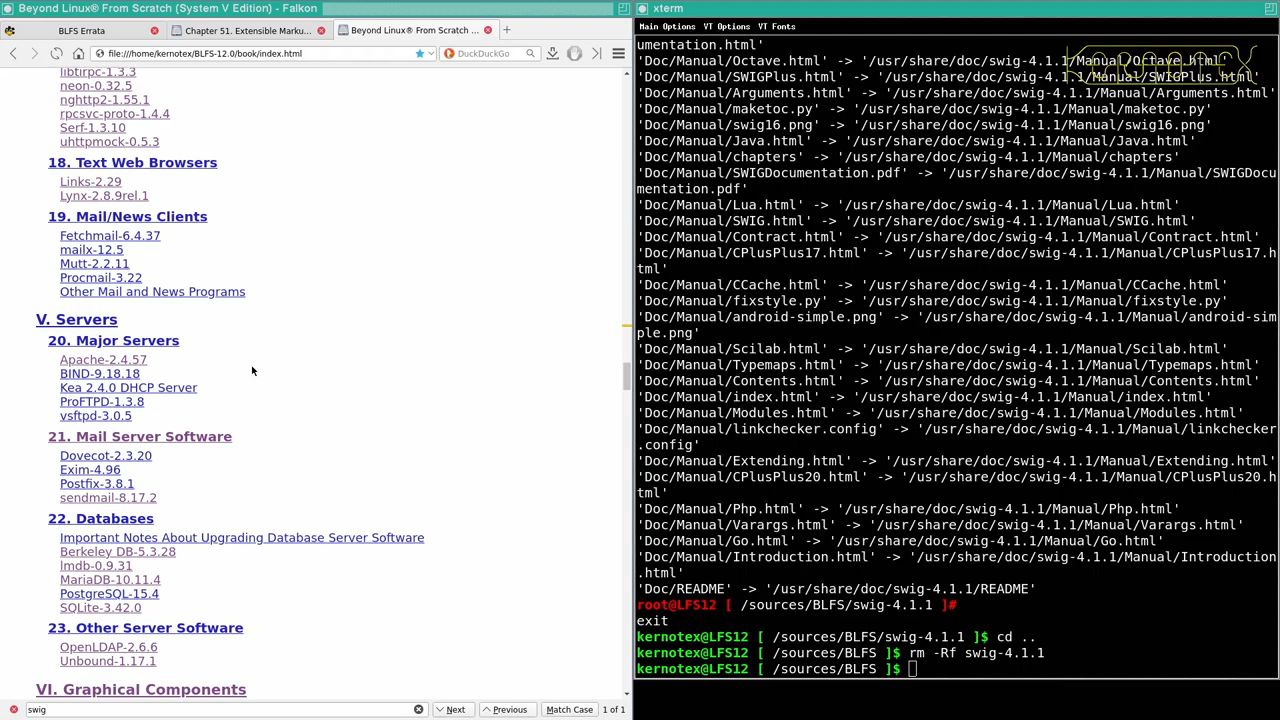 Beyond Linux® From Scratch (System V Edition) - Falkon
BLFS Errata
Chapter 51. Extensible Marku...
Beyond Linux® From Scratch ...
file:///home/kernotex/BLFS-12.0/book/index.html
DuckDuckGo
libtirpc-1.3.3
neon-0.32.5
nghttp2-1.55.1
rpcsvc-proto-1.4.4
Serf-1.3.10
uhttpmock-0.5.3
18. Text Web Browsers
Links-2.29
Lynx-2.8.9rel.1
19. Mail/News Clients
Fetchmail-6.4.37
mailx-12.5
Mutt-2.2.11
Procmail-3.22
Other Mail and News Programs
V. Servers
20. Major Servers
Apache-2.4.57
BIND-9.18.18
Kea 2.4.0 DHCP Server
ProFTPD-1.3.8
vsftpd-3.0.5
21. Mail Server Software
Dovecot-2.3.20
Exim-4.96
Postfix-3.8.1
sendmail-8.17.2
22. Databases
Important Notes About Upgrading Database Server Software
Berkeley DB-5.3.28
lmdb-0.9.31
MariaDB-10.11.4
PostgreSQL-15.4
SQLite-3.42.0
23. Other Server Software
OpenLDAP-2.6.6
Unbound-1.17.1
VI. Graphical Components
swig
Next
Previous
Match Case
1 of 1
xterm
Main Options VT Options VT Fonts
Kernotex
umentation.html'
'Doc/Manual/Octave.html' -> '/usr/share/doc/swig-4.1.1/Manual/Octave.html'
'Doc/Manual/SWIGPlus.html' -> '/usr/share/doc/swig-4.1.1/Manual/SWIGPlus.html'
'Doc/Manual/Arguments.html' -> '/usr/share/doc/swig-4.1.1/Manual/Arguments.html'
'Doc/Manual/maketoc.py' -> '/usr/share/doc/swig-4.1.1/Manual/maketoc.py'
'Doc/Manual/swig16.png' -> '/usr/share/doc/swig-4.1.1/Manual/swig16.png'
'Doc/Manual/Java.html' -> '/usr/share/doc/swig-4.1.1/Manual/Java.html'
'Doc/Manual/chapters' -> '/usr/share/doc/swig-4.1.1/Manual/chapters'
'Doc/Manual/SWIGDocumentation.pdf' -> '/usr/share/doc/swig-4.1.1/Manual/SWIGDocu
mentation.pdf'
'Doc/Manual/Lua.html' -> '/usr/share/doc/swig-4.1.1/Manual/Lua.html'
'Doc/Manual/SWIG.html' -> '/usr/share/doc/swig-4.1.1/Manual/SWIG.html'
'Doc/Manual/Contract.html' -> '/usr/share/doc/swig-4.1.1/Manual/Contract.html'
'Doc/Manual/CPlusPlus17.html' -> '/usr/share/doc/swig-4.1.1/Manual/CPlusPlus17.h
tml'
'Doc/Manual/CCache.html' -> '/usr/share/doc/swig-4.1.1/Manual/CCache.html'
'Doc/Manual/fixstyle.py' -> '/usr/share/doc/swig-4.1.1/Manual/fixstyle.py'
'Doc/Manual/android-simple.png' -> '/usr/share/doc/swig-4.1.1/Manual/android-sim
ple.png'
'Doc/Manual/Scilab.html' -> '/usr/share/doc/swig-4.1.1/Manual/Scilab.html'
'Doc/Manual/Typemaps.html' -> '/usr/share/doc/swig-4.1.1/Manual/Typemaps.html'
'Doc/Manual/Contents.html' -> '/usr/share/doc/swig-4.1.1/Manual/Contents.html'
'Doc/Manual/index.html' -> '/usr/share/doc/swig-4.1.1/Manual/index.html'
'Doc/Manual/Modules.html' -> '/usr/share/doc/swig-4.1.1/Manual/Modules.html'
'Doc/Manual/linkchecker.config' -> '/usr/share/doc/swig-4.1.1/Manual/linkchecker
.config'
'Doc/Manual/Extending.html' -> '/usr/share/doc/swig-4.1.1/Manual/Extending.html'
'Doc/Manual/CPlusPlus20.html' -> '/usr/share/doc/swig-4.1.1/Manual/CPlusPlus20.h
tml'
'Doc/Manual/Php.html' -> '/usr/share/doc/swig-4.1.1/Manual/Php.html'
'Doc/Manual/Varargs.html' -> '/usr/share/doc/swig-4.1.1/Manual/Varargs.html'
'Doc/Manual/Go.html' -> '/usr/share/doc/swig-4.1.1/Manual/Go.html'
'Doc/Manual/Introduction.html' -> '/usr/share/doc/swig-4.1.1/Manual/Introduction
.html'
'Doc/README' -> '/usr/share/doc/swig-4.1.1/README'
root@LFS12 [ /sources/BLFS/swig-4.1.1 ]#
exit
kernotex@LFS12 [ /sources/BLFS/swig-4.1.1 ]$ cd ..
kernotex@LFS12 [ /sources/BLFS ]$ rm -Rf swig-4.1.1
kernotex@LFS12 [ /sources/BLFS ]$